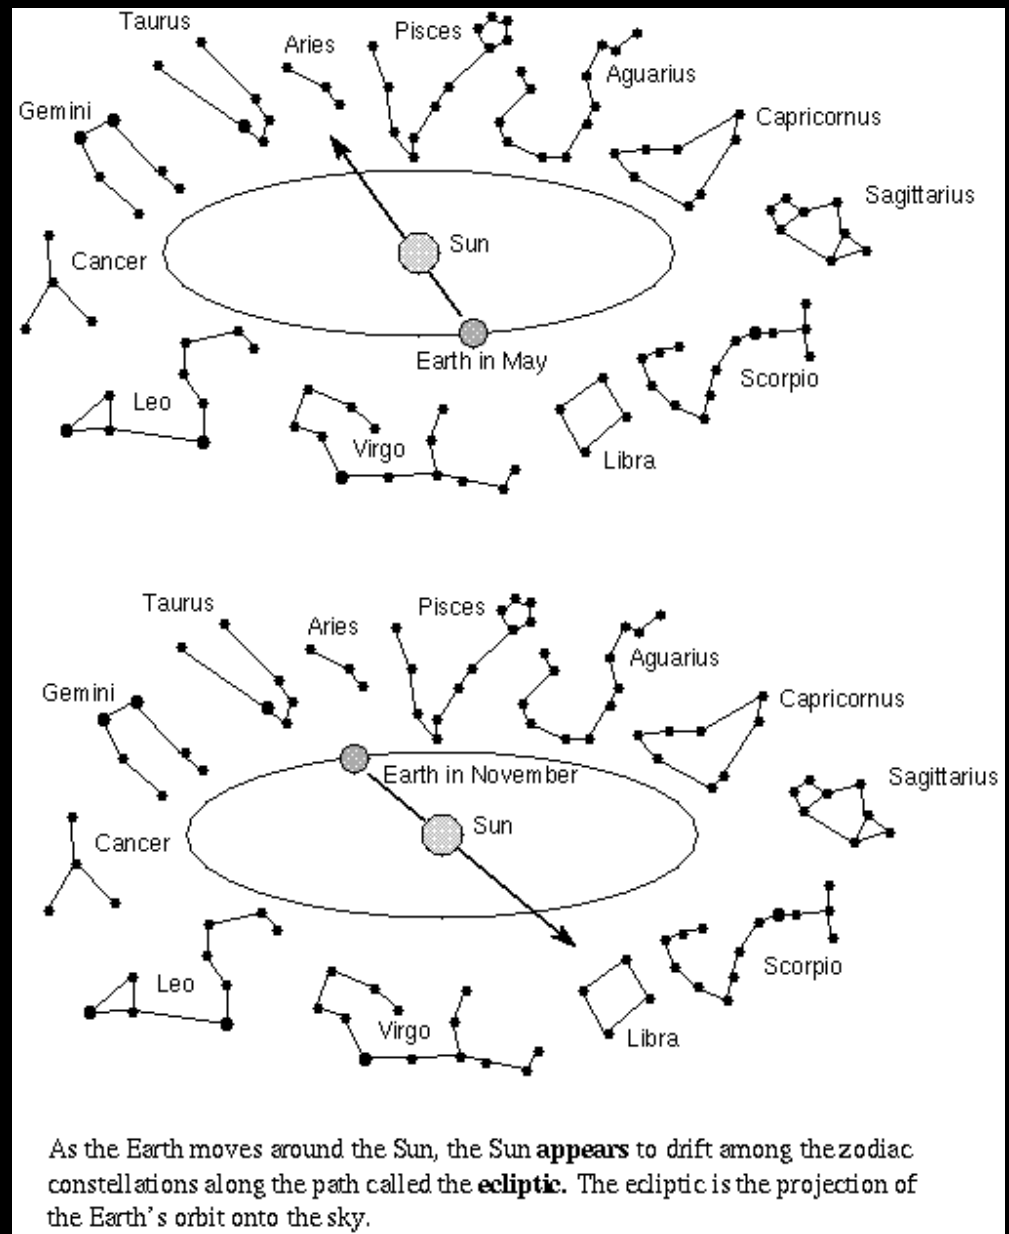 Taurus
Aries
Pisces
Aguarius
Gemini
Capricornus
Sagittarius
Sun
Cancer
Earth in May
Scorpio
Leo
Virgo
Libra
Taurus
Aries
Pisces
Aguarius
Gemini
Capricornus
Earth in November
Sagittarius
Sun
Cancer
Scorpio
Leo
Virgo
Libra
As the Earth moves around the Sun, the Sun appears to drift among the zodiac
constellations along the path called the ecliptic. The ecliptic is the projection of
the Earth's orbit onto the sky.